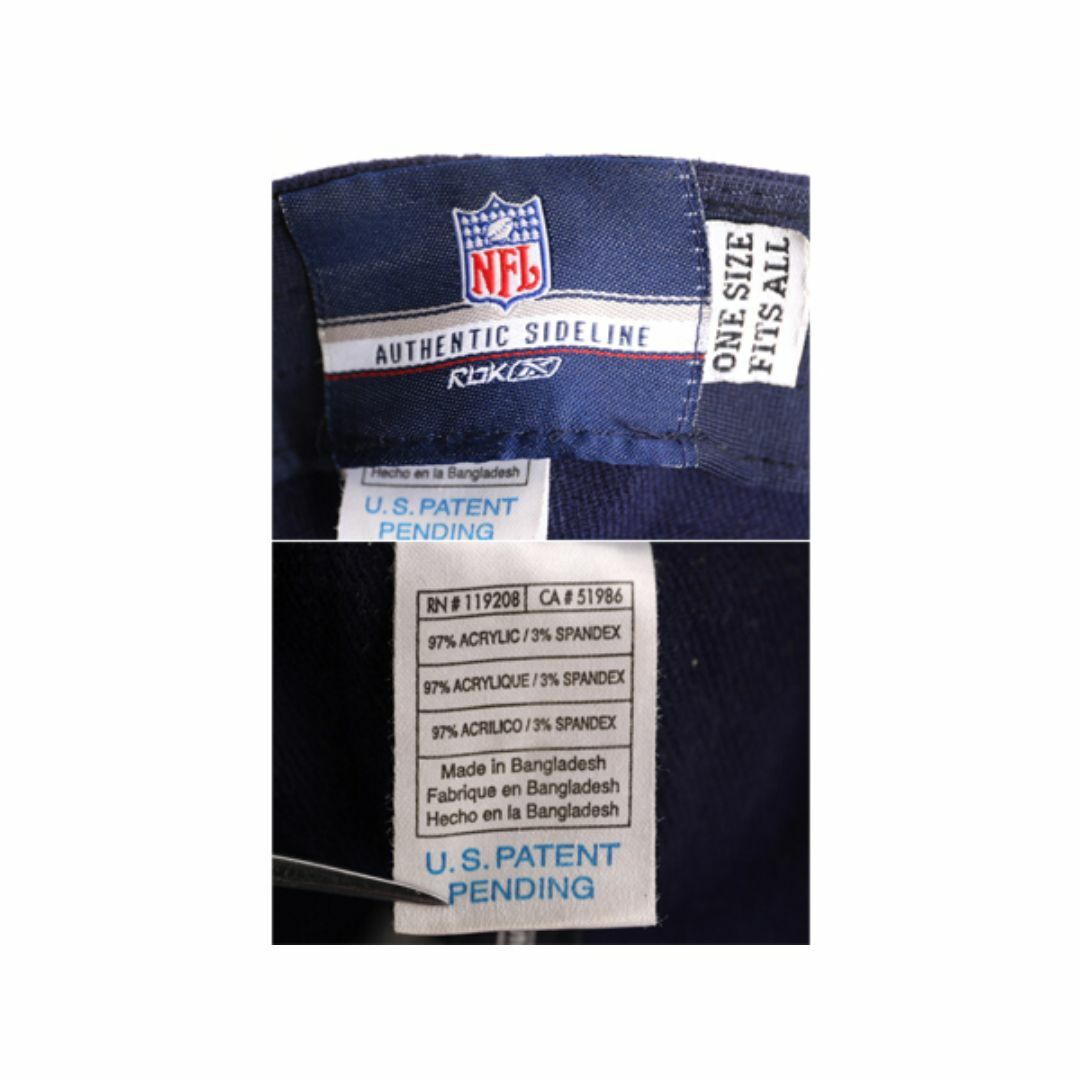 NFL
AUTHENTIC SIDELINE
RBK
ONE SIZE
FITS ALL
Hecho en la Bangladesh
U.S. PATENT
PENDING
RN # 119208 CA # 51986
97% ACRYLIC / 3% SPANDEX
97% ACRYLIQUE / 3% SPANDEX
97% ACRILICO / 3% SPANDEX
Made in Bangladesh
Fabrique en Bangladesh
Hecho en la Bangladesh
U.S. PATENT
PENDING